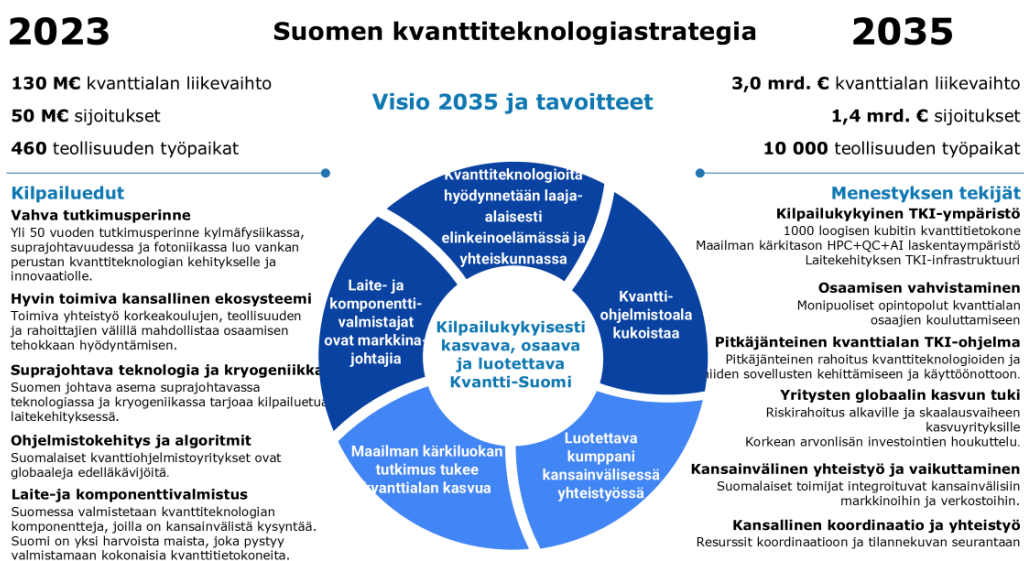 2023
Suomen kvanttiteknologiastrategia
2035
130 M€ kvanttialan liikevaihto
50 M€ sijoitukset
460 teollisuuden työpaikat
Visio 2035 ja tavoitteet
3,0 mrd. € kvanttialan liikevaihto
1,4 mrd. € sijoitukset
10 000 teollisuuden työpaikat
Kilpailuedut
Vahva tutkimusperinne
Yli 50 vuoden tutkimusperinne kylmäfysiikassa,
suprajohtavuudessa ja fotoniikassa luo vankan
perustan kvanttiteknologian kehitykselle ja
innovaatiolle.
Hyvin toimiva kansallinen ekosysteemi
Toimiva yhteistyö korkeakoulujen, teollisuuden
ja rahoittajien välillä mahdollistaa osaamisen
tehokkaan hyödyntämisen.
Suprajohtava teknologia ja kryogeniikka
Suomen johtava asema suprajohtavassa
teknologiassa ja kryogeniikassa tarjoaa kilpailuetua
laitekehityksessä.
Ohjelmistokehitys ja algoritmit
Suomalaiset kvanttiohjelmistoyritykset ovat
globaaleja edelläkävijöitä.
Laite-ja komponenttivalmistus
Suomessa valmistetaan kvanttiteknologian
komponentteja, joilla on kansainvälistä kysyntää.
Suomi on yksi harvoista maista, joka pystyy
valmistamaan kokonaisia kvanttitietokoneita.
Kvanttiteknologioita
hyödynnetään laaja-
alaisesti
elinkeinoelämässä ja
yhteiskunnassa
Laite- ja
komponentti-
valmistajat
ovat markkina-
johtajia
Kvantti-
ohjelmistoala
kukoistaa
Kilpailukykyisesti
kasvava, osaava
ja luotettava
Kvantti-Suomi
Maailman kärkiluokan
tutkimus tukee
kvanttialan kasvua
Luotettava
kumppani
kansainvälisessä
yhteistyössä
Menestyksen tekijät
Kilpailukykyinen TKI-ympäristö
1000 loogisen kubitin kvanttitietokone
Maailman kärkitason HPC+QC+AI laskentaympäristö
Laitekehityksen TKI-infrastruktuuri
Osaamisen vahvistaminen
Monipuoliset opintopolut kvanttialan
osaajien kouluttamiseen
Pitkäjänteinen kvanttialan TKI-ohjelma
Pitkäjänteinen rahoitus kvanttiteknologioiden ja
niiden sovellusten kehittämiseen ja käyttöönottoon.
Yritysten globaalin kasvun tuki
Riskirahoitus alkaville ja skaalausvaiheen
kasvuyrityksille
Korkean arvonlisän investointien houkuttelu.
Kansainvälinen yhteistyö ja vaikuttaminen
Suomalaiset toimijat integroituvat kansainvälisiin
markkinoihin ja verkostoihin.
Kansallinen koordinaatio ja yhteistyö
Resurssit koordinaatioon ja tilannekuvan seurantaan